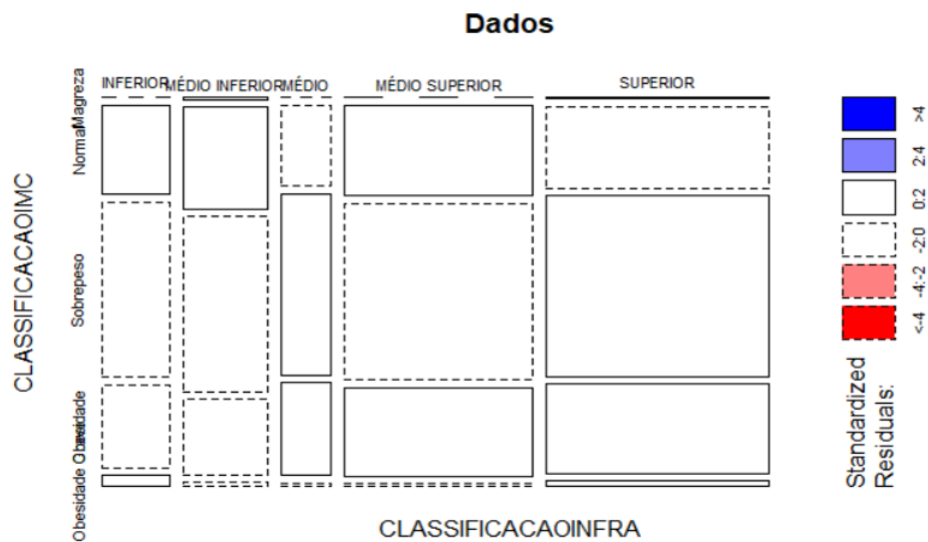 Dados
INFERIOR
MÉDIO INFERIOR
MÉDIO
MÉDIO SUPERIOR
SUPERIOR
CLASSIFICACAOIMC
Magreza
Normal
Sobrepeso
Obesidade
Obesidade
CLASSIFICACAOINFRA
Standardized
Residuals:
<-4
-4:-2
-2:0
0:2
2:4
>4